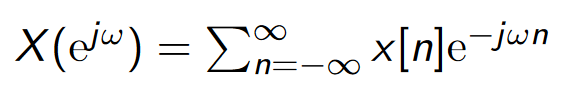 X(e^{jω}) = ∑_{n=−∞}^{∞} x[n]e^{−jωn}